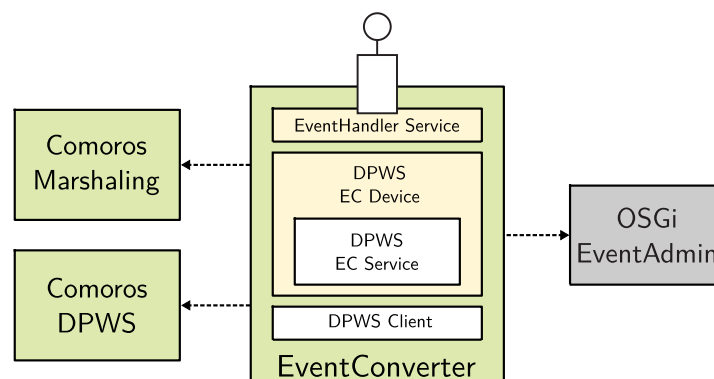 Comoros
Marshaling
Comoros
DPWS
EventHandler Service
DPWS
EC Device
DPWS
EC Service
DPWS Client
EventConverter
OSGi
EventAdmin